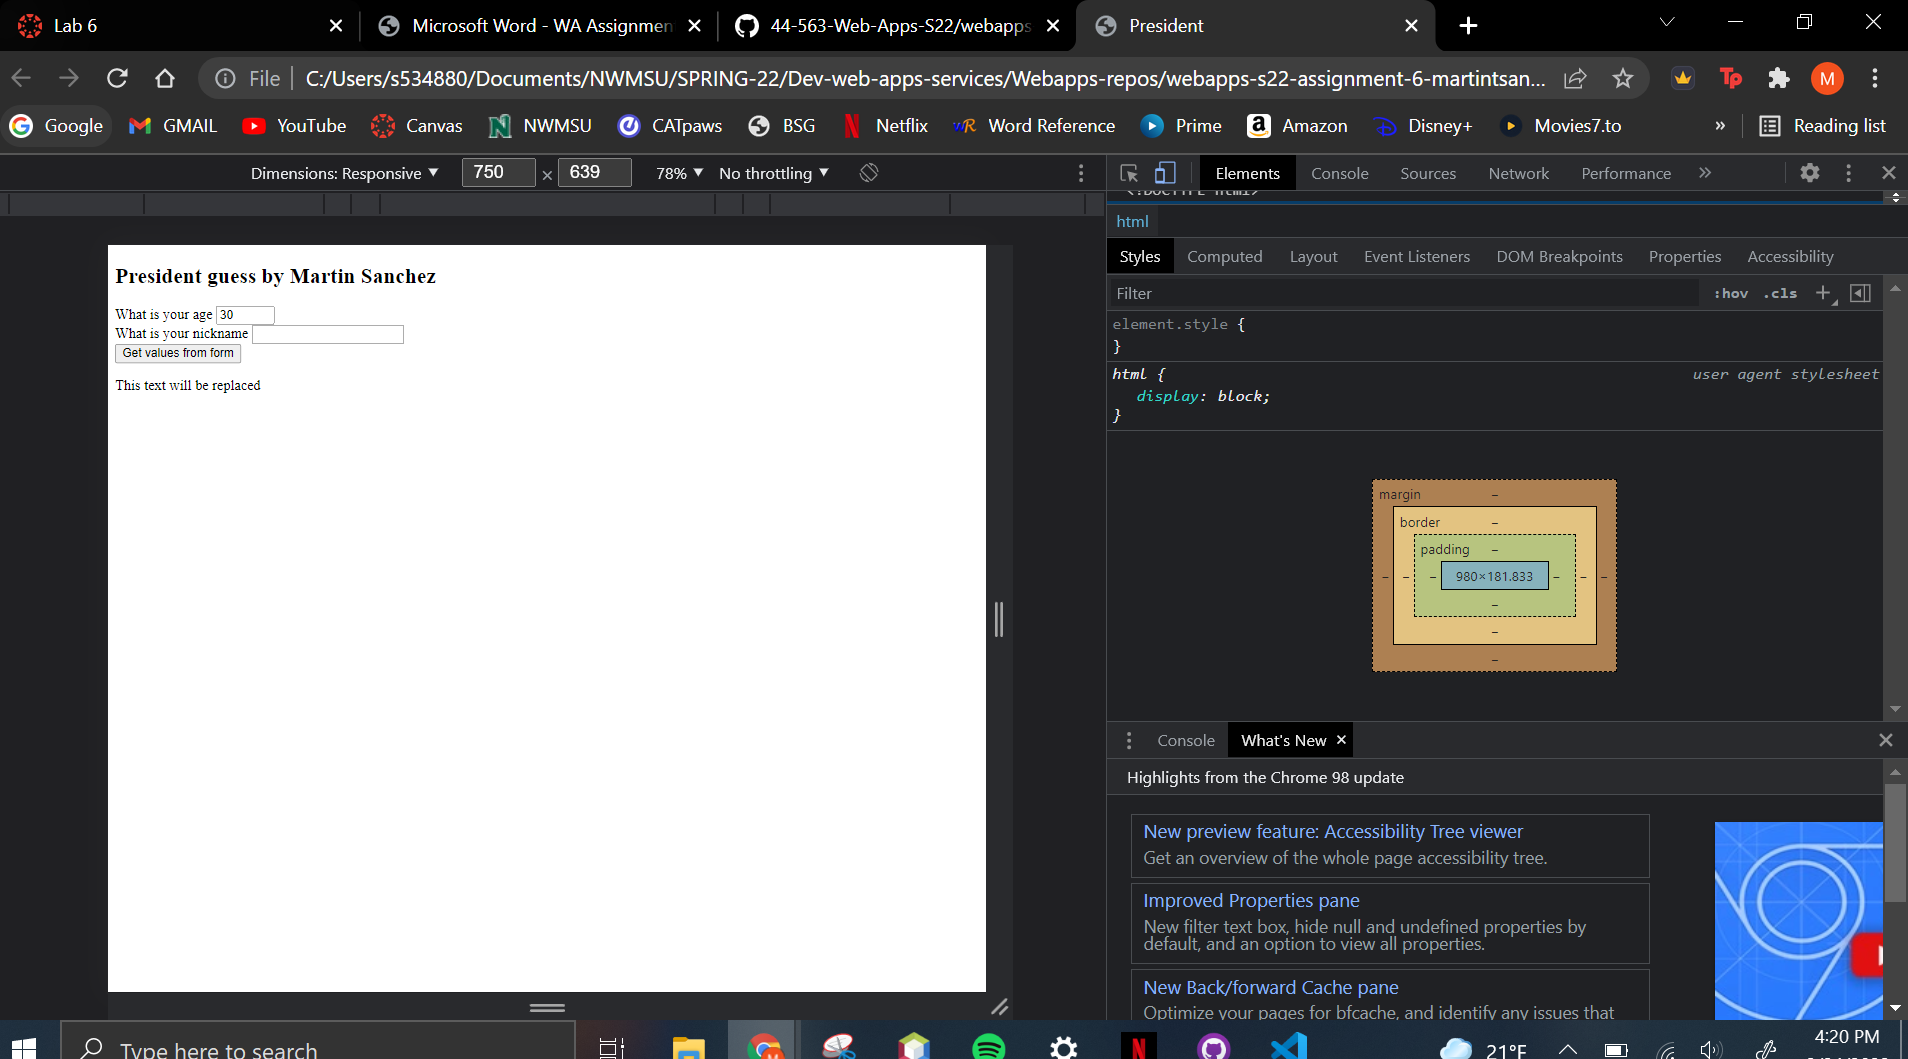 Lab 6
Microsoft Word - WA Assignmen
44-563-Web-Apps-S22/webapps
President
File
C:/Users/s534880/Documents/NWMSU/SPRING-22/Dev-web-apps-services/Webapps-repos/webapps-s22-assignment-6-martintsan...
Tp
M
Google
GMAIL
YouTube
Canvas
NWMSU
CATpaws
BSG
Netflix
Word Reference
Prime
Amazon
Disney+
Movies7.to
»
Reading list
Dimensions: Responsive
750 × 639
78%
No throttling
Elements
Console
Sources
Network
Performance
»
<!DOCTYPE html>
html
Styles
Computed
Layout
Event Listeners
DOM Breakpoints
Properties
Accessibility
Filter
:hov
.cls
element.style {
}
html {
user agent stylesheet
display: block;
}
margin
–
border
–
padding
–
– – – 980×181.833 – – –
–
–
–
President guess by Martin Sanchez
What is your age 30
What is your nickname
Get values from form
This text will be replaced
Console
What's New
Highlights from the Chrome 98 update
New preview feature: Accessibility Tree viewer
Get an overview of the whole page accessibility tree.
Improved Properties pane
New filter text box, hide null and undefined properties by
default, and an option to view all properties.
New Back/forward Cache pane
Optimize your pages for bfcache, and identify any issues that
Type here to search
21°F
4:20 PM